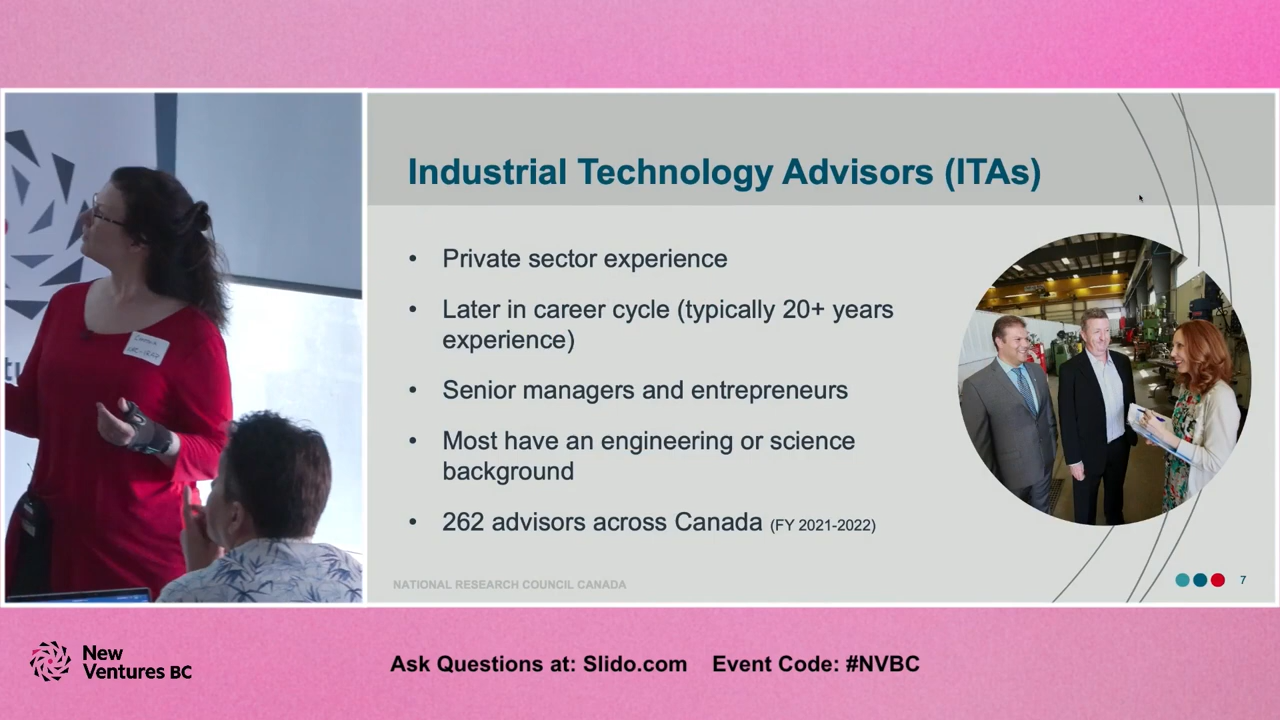 Industrial Technology Advisors (ITAs)
• Private sector experience
• Later in career cycle (typically 20+ years
experience)
• Senior managers and entrepreneurs
• Most have an engineering or science
background
• 262 advisors across Canada (FY 2021-2022)
NATIONAL RESEARCH COUNCIL CANADA
7
New
Ventures BC
Ask Questions at: Slido.com Event Code: #NVBC